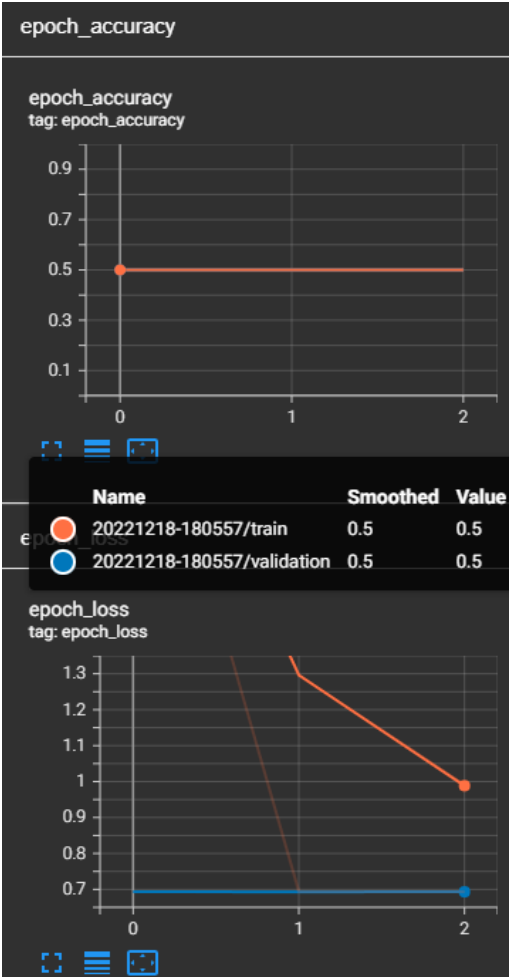 epoch_accuracy
epoch_accuracy
tag: epoch_accuracy
0.9
0.7
0.5
0.3
0.1
0 1 2
Name Smoothed Value
20221218-180557/train 0.5 0.5
epoch_loss
20221218-180557/validation 0.5 0.5
epoch_loss
tag: epoch_loss
1.3
1.2
1.1
1
0.9
0.8
0.7
0 1 2